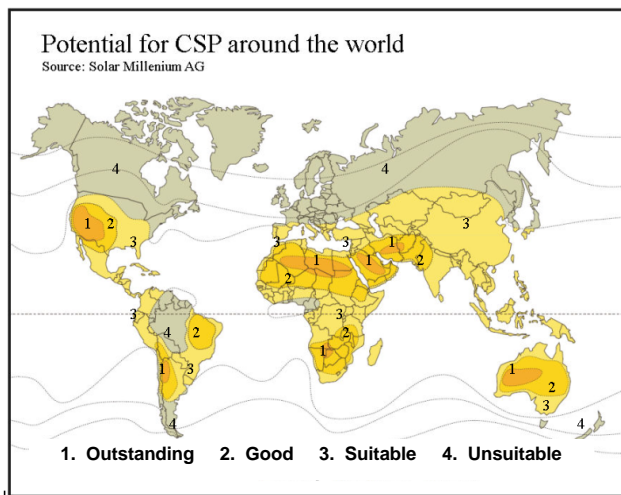 Potential for CSP around the world
Source: Solar Millenium AG
4 4
1 2 3
3 3 3
1 1 1 2 2
3 3
4 2 2
1 3 1 1 2
3
4 4
1. Outstanding 2. Good 3. Suitable 4. Unsuitable